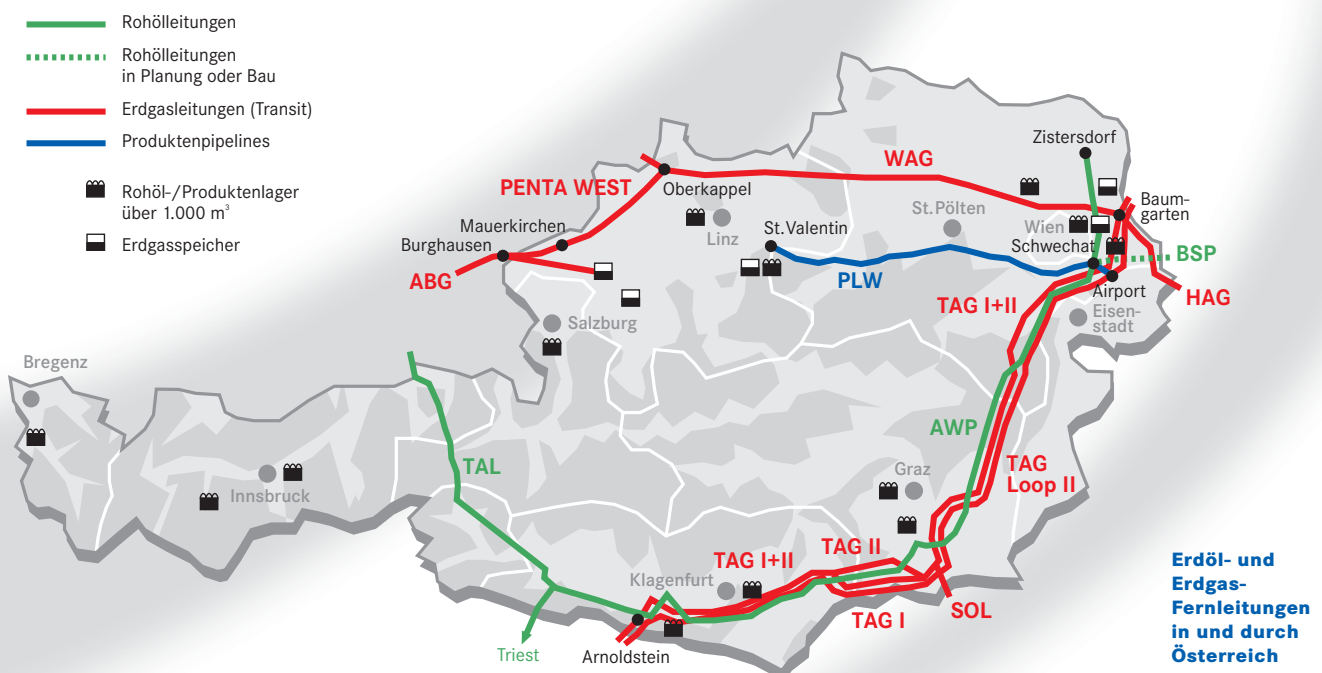 Rohölleitungen
Rohölleitungen
in Planung oder Bau
Erdgasleitungen (Transit)
Produktenpipelines
Rohöl-/Produktenlager
über 1.000 m³
Erdgasspeicher
Zistersdorf
WAG
PENTA WEST
Oberkappel
Baum-
garten
Mauerkirchen
Burghausen
Linz
St.Valentin
St.Pölten
Wien
Schwechat
BSP
ABG
PLW
Airport
HAG
TAG I+II
Eisen-
stadt
Salzburg
Bregenz
AWP
TAL
Graz
TAG
Loop II
Innsbruck
TAG I+II
TAG II
Klagenfurt
SOL
TAG I
Triest
Arnoldstein
Erdöl- und
Erdgas-
Fernleitungen
in und durch
Österreich